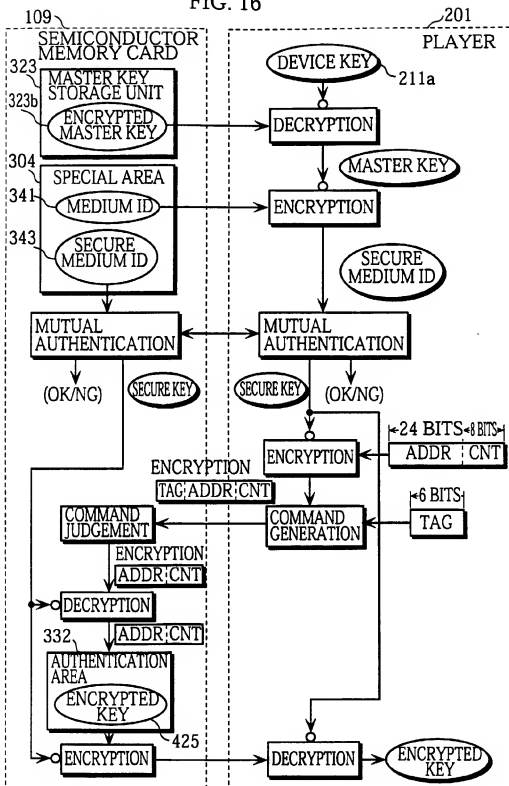 FIG. 16
109
201
SEMICONDUCTOR
MEMORY CARD
PLAYER
323
MASTER KEY
STORAGE UNIT
323b
ENCRYPTED
MASTER KEY
DEVICE KEY
211a
DECRYPTION
MASTER KEY
304
SPECIAL AREA
341
MEDIUM ID
ENCRYPTION
343
SECURE
MEDIUM ID
SECURE
MEDIUM ID
MUTUAL
AUTHENTICATION
MUTUAL
AUTHENTICATION
(OK/NG)
SECURE KEY
SECURE KEY
(OK/NG)
24 BITS
8 BITS
ENCRYPTION
ADDR CNT
ENCRYPTION
TAG ADDR CNT
6 BITS
COMMAND
JUDGEMENT
COMMAND
GENERATION
TAG
ENCRYPTION
ADDR CNT
DECRYPTION
ADDR CNT
332
AUTHENTICATION
AREA
ENCRYPTED
KEY
425
ENCRYPTION
DECRYPTION
ENCRYPTED
KEY